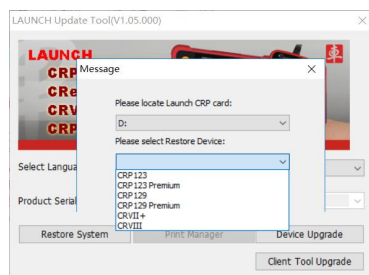 LAUNCH Update Tool(V1.05.000)
LAUNCH
CRP
CRe
CRV
CRP
Message
Please locate Launch CRP card:
D:
Please select Restore Device:
CRP123
CRP123 Premium
CRP129
CRP129 Premium
CRVII+
CRVIII
Select Langua
Product Serial
Restore System
Print Manager
Device Upgrade
Client Tool Upgrade